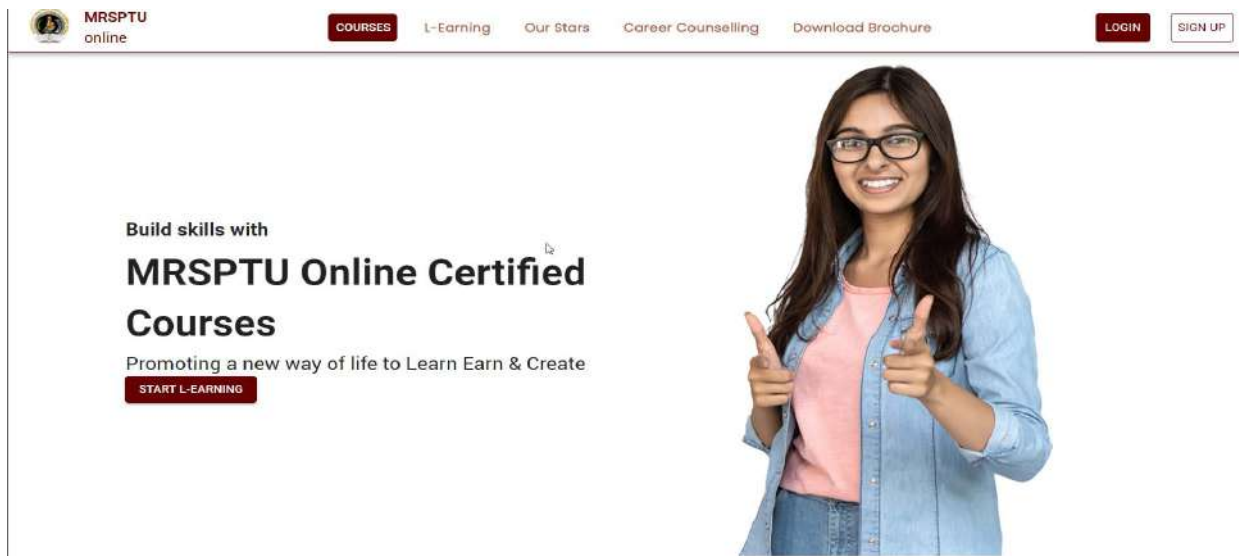 MRSPTU
online
COURSES
L-Earning
Our Stars
Career Counselling
Download Brochure
LOGIN
SIGN UP
Build skills with
MRSPTU Online Certified
Courses
Promoting a new way of life to Learn Earn & Create
START L-EARNING